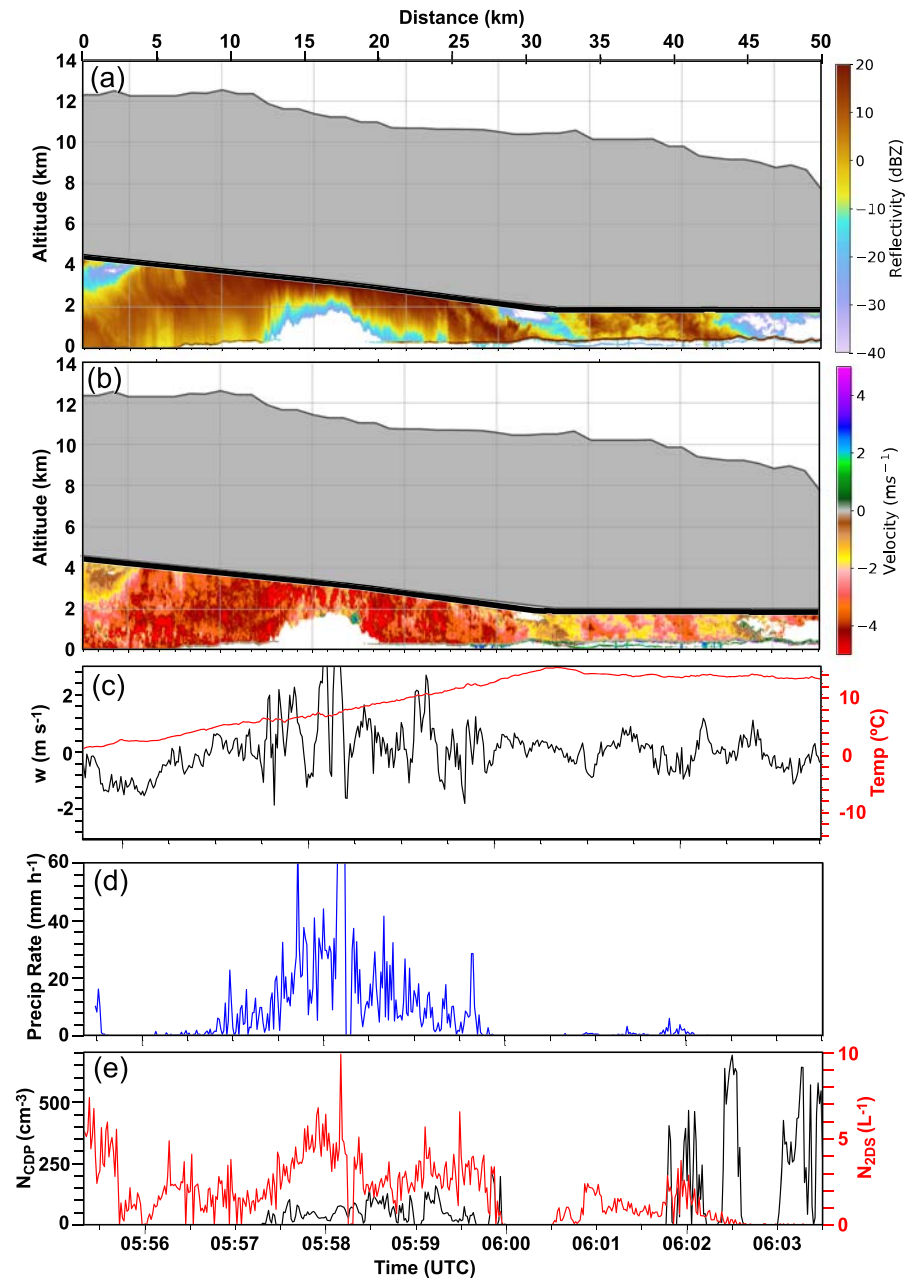 Distance (km)
0 5 10 15 20 25 30 35 40 45 50
(a)
14
12
10
8
6
4
2
0
Altitude (km)
20
10
0
−10
−20
−30
−40
Reflectivity (dBZ)
(b)
14
12
10
8
6
4
2
0
Altitude (km)
4
2
0
−2
−4
Velocity (ms⁻¹)
(c)
2
0
-2
w (m s⁻¹)
10
0
-10
Temp (ºC)
(d)
60
40
20
0
Precip Rate (mm h⁻¹)
(e)
500
250
0
N_CDP (cm⁻³)
10
5
0
N_2DS (L⁻¹)
05:56 05:57 05:58 05:59 06:00 06:01 06:02 06:03
Time (UTC)